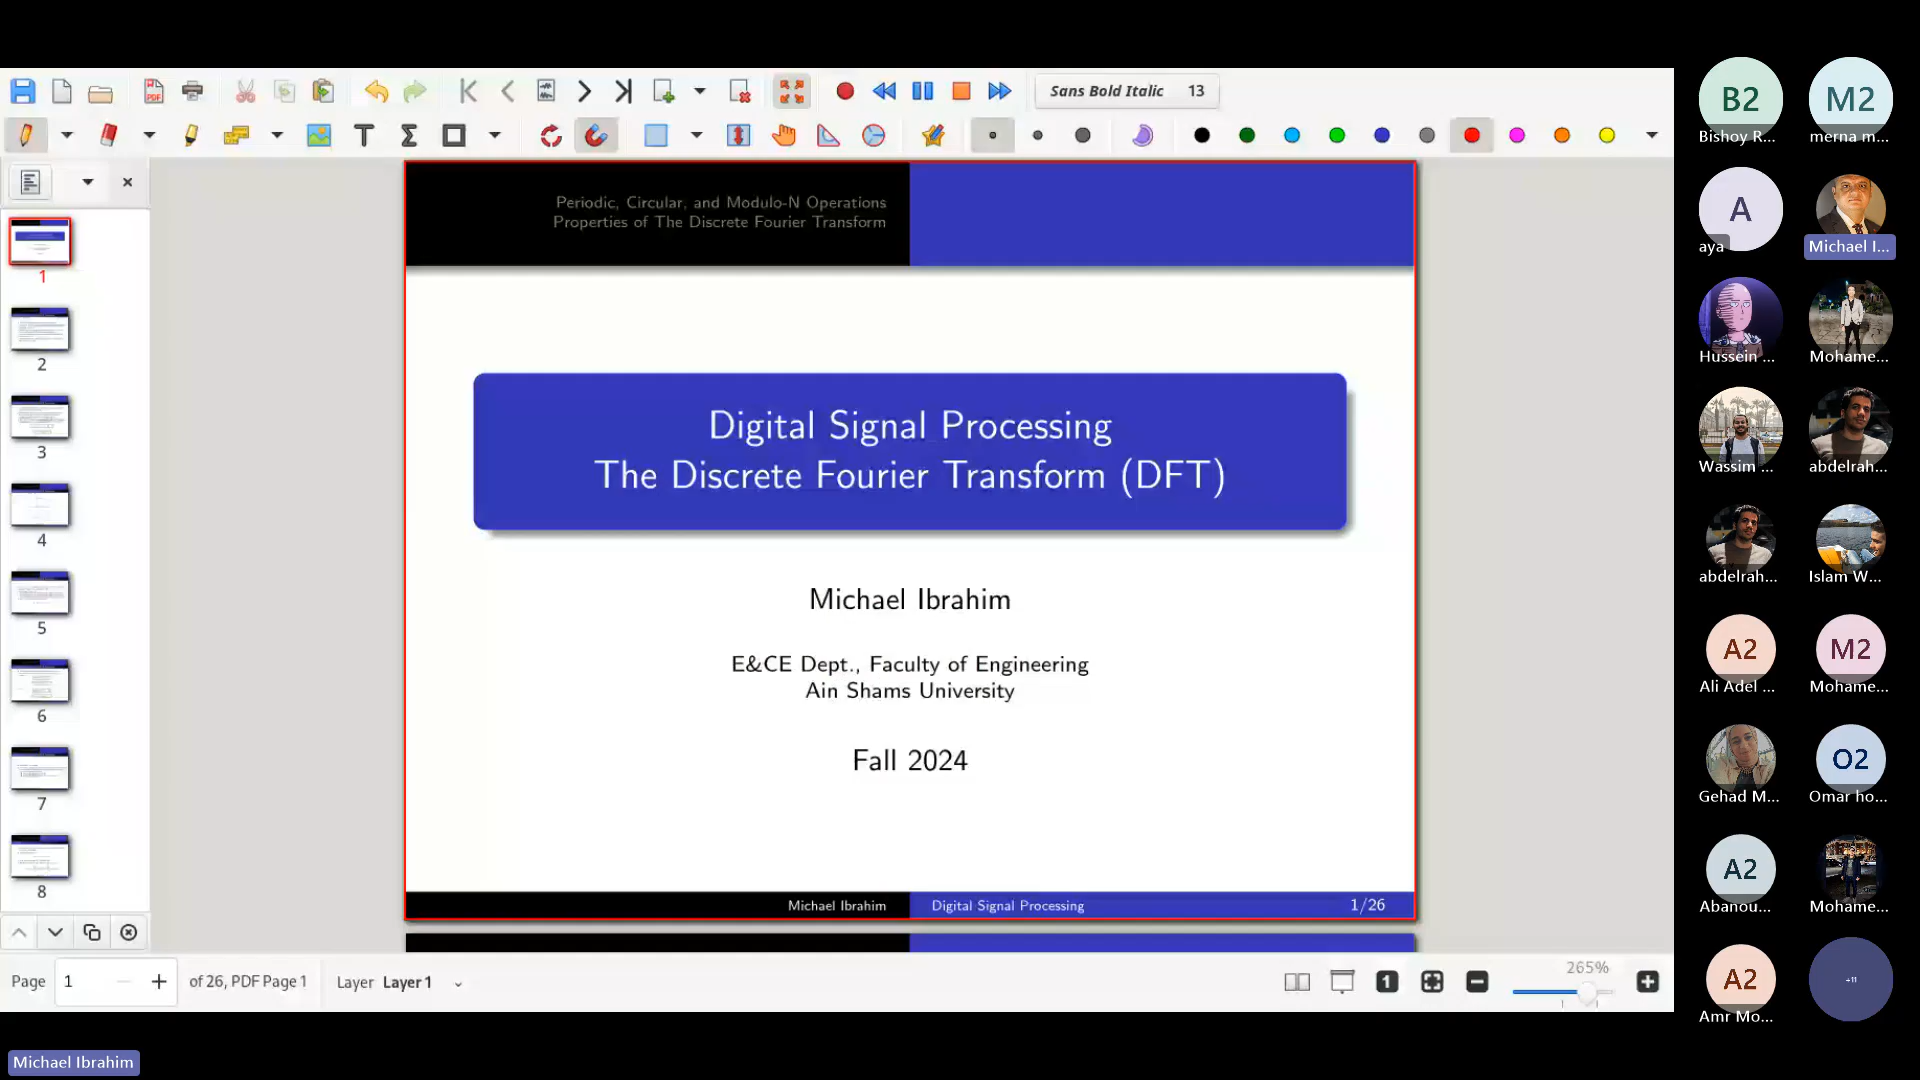 Sans Bold Italic 13
Periodic, Circular, and Modulo-N Operations
Properties of The Discrete Fourier Transform
Digital Signal Processing
The Discrete Fourier Transform (DFT)
Michael Ibrahim
E&CE Dept., Faculty of Engineering
Ain Shams University
Fall 2024
Michael Ibrahim
Digital Signal Processing
1/26
1
2
3
4
5
6
7
8
Page 1 of 26, PDF Page 1
Layer Layer 1
265%
B2
Bishoy R...
M2
merna m...
A
aya
Michael I...
Hussein ...
Mohame...
Wassim ...
abdelrah...
abdelrah...
Islam W...
A2
Ali Adel ...
M2
Mohame...
Gehad M...
O2
Omar ho...
A2
Abanou...
Mohame...
A2
Amr Mo...
+11
Michael Ibrahim